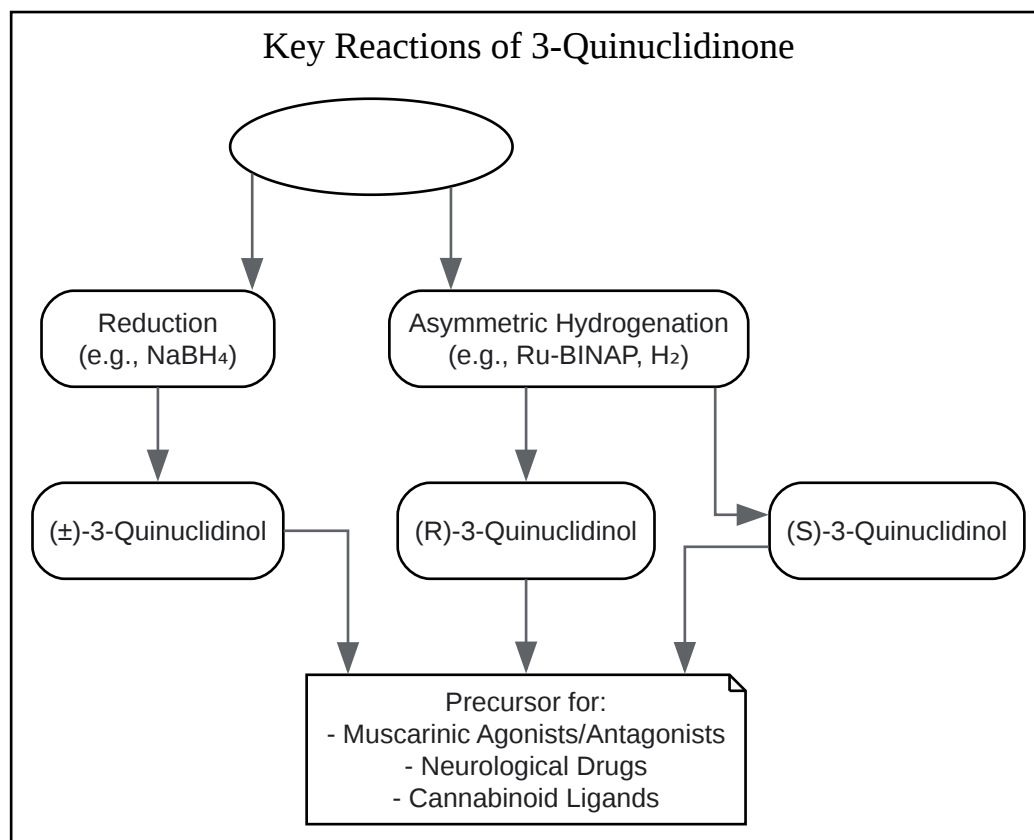 Key Reactions of 3-Quinuclidinone
Reduction
(e.g., NaBH₄)
Asymmetric Hydrogenation
(e.g., Ru-BINAP, H₂)
(±)-3-Quinuclidinol
(R)-3-Quinuclidinol
(S)-3-Quinuclidinol
Precursor for:
- Muscarinic Agonists/Antagonists
- Neurological Drugs
- Cannabinoid Ligands